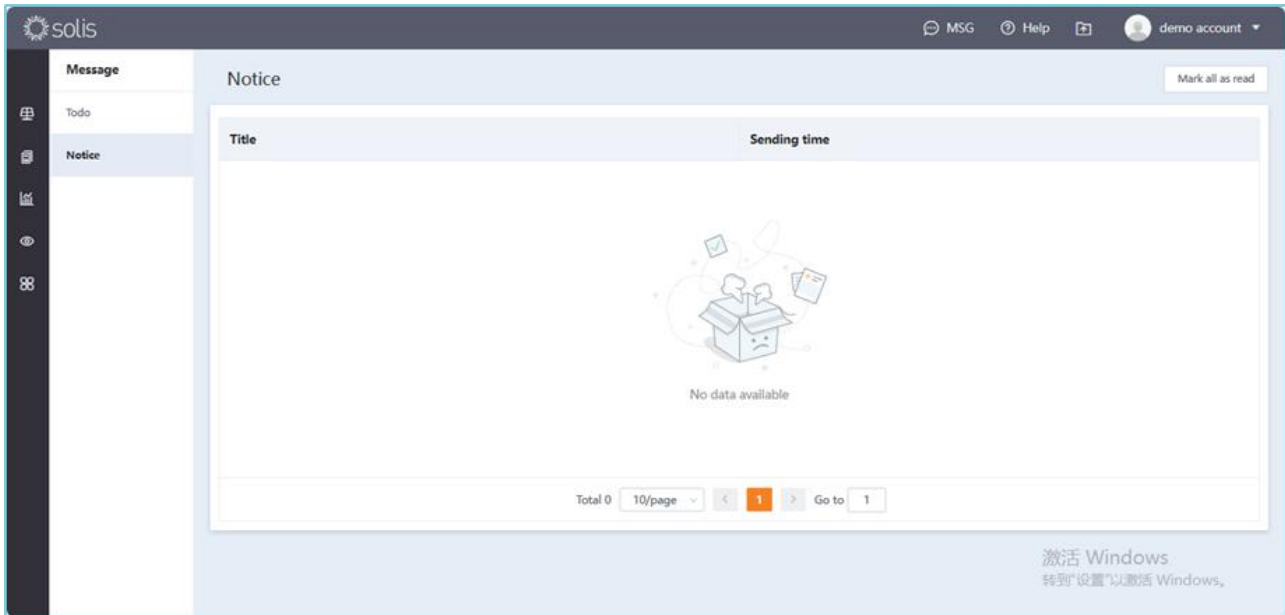 solis
MSG
Help
demo account
Message
Todo
Notice
Notice
Mark all as read
Title
Sending time
No data available
Total 0
10/page
1
Go to
1
激活 Windows
转到"设置"以激活 Windows。